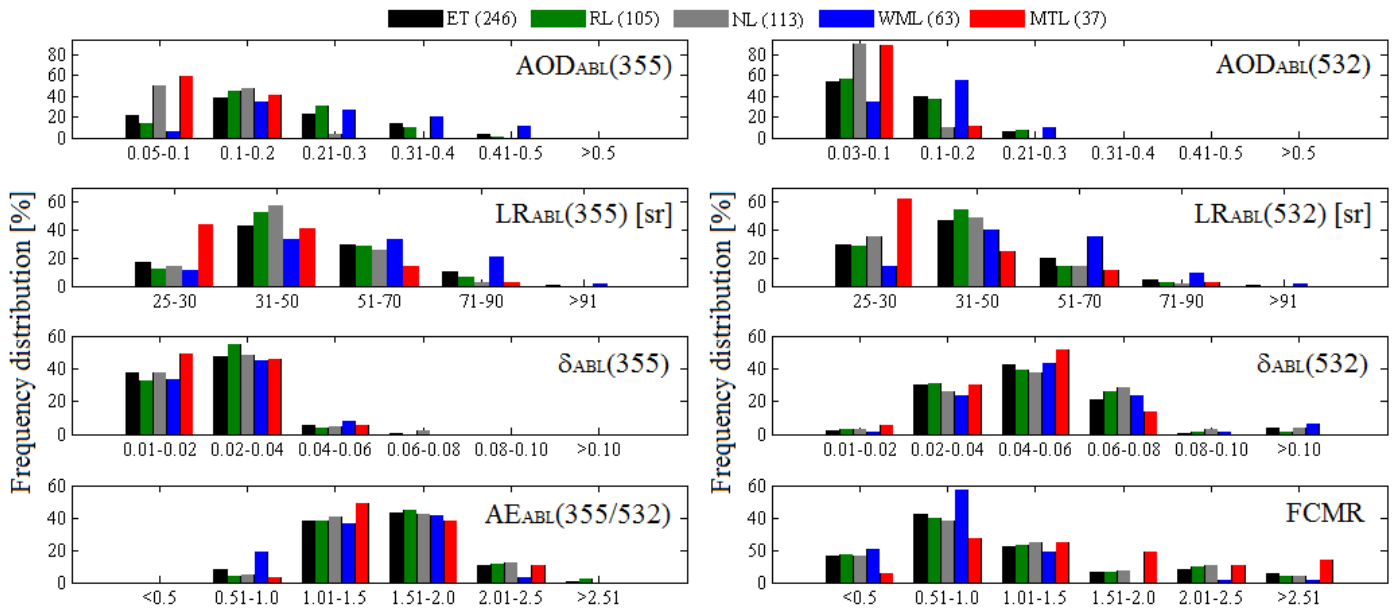 ET (246) RL (105) NL (113) WML (63) MTL (37)
Frequency distribution [%]
AODABL(355)
80
60
40
20
0
0.05-0.1 0.1-0.2 0.21-0.3 0.31-0.4 0.41-0.5 >0.5
LRABL(355) [sr]
60
40
20
0
25-30 31-50 51-70 71-90 >91
δABL(355)
60
40
20
0
0.01-0.02 0.02-0.04 0.04-0.06 0.06-0.08 0.08-0.10 >0.10
AEABL(355/532)
60
40
20
0
<0.5 0.51-1.0 1.01-1.5 1.51-2.0 2.01-2.5 >2.51
Frequency distribution [%]
AODABL(532)
80
60
40
20
0
0.03-0.1 0.1-0.2 0.21-0.3 0.31-0.4 0.41-0.5 >0.5
LRABL(532) [sr]
60
40
20
0
25-30 31-50 51-70 71-90 >91
δABL(532)
60
40
20
0
0.01-0.02 0.02-0.04 0.04-0.06 0.06-0.08 0.08-0.10 >0.10
FCMR
60
40
20
0
<0.5 0.51-1.0 1.01-1.5 1.51-2.0 2.01-2.5 >2.51